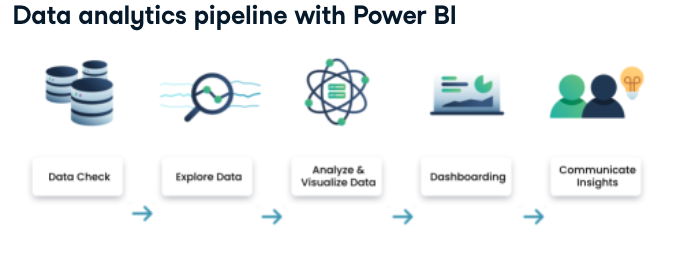 Data analytics pipeline with Power BI
Data Check
Explore Data
Analyze &
Visualize Data
Dashboarding
Communicate
Insights